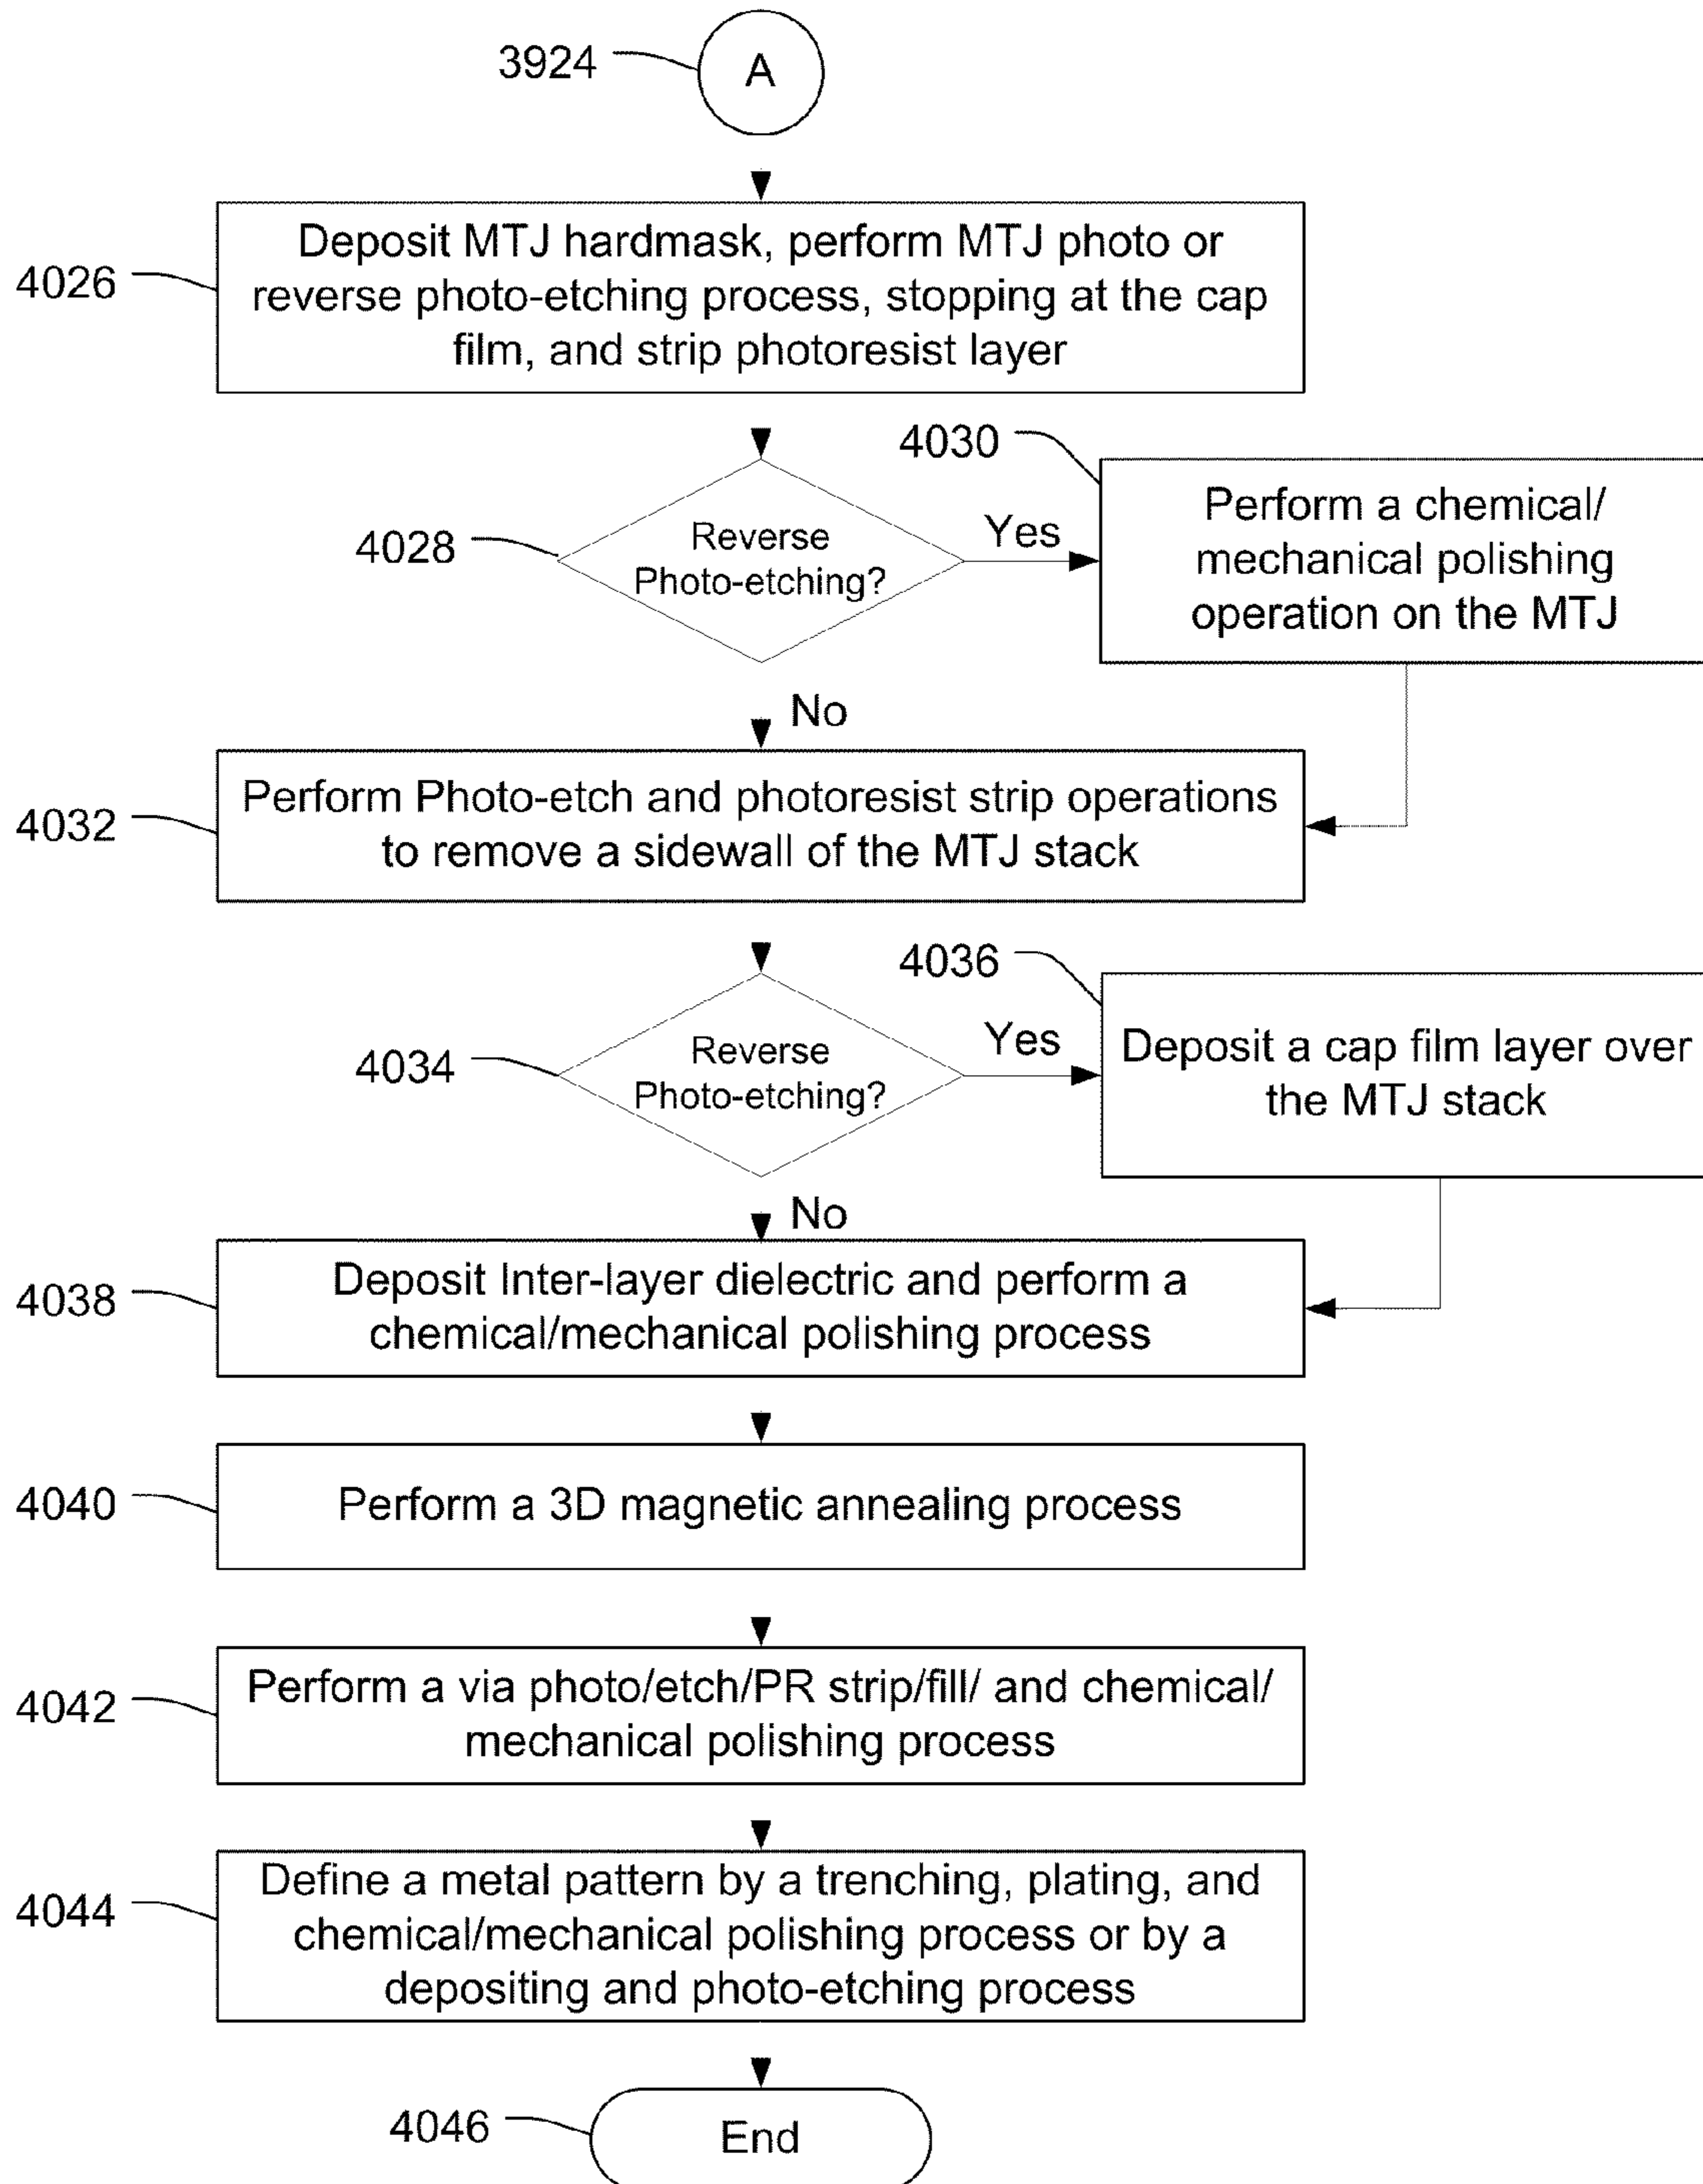 3924
A
4026
Deposit MTJ hardmask, perform MTJ photo or
reverse photo-etching process, stopping at the cap
film, and strip photoresist layer
4028
Reverse
Photo-etching?
Yes
4030
Perform a chemical/
mechanical polishing
operation on the MTJ
No
4032
Perform Photo-etch and photoresist strip operations
to remove a sidewall of the MTJ stack
4034
Reverse
Photo-etching?
Yes
4036
Deposit a cap film layer over
the MTJ stack
No
4038
Deposit Inter-layer dielectric and perform a
chemical/mechanical polishing process
4040
Perform a 3D magnetic annealing process
4042
Perform a via photo/etch/PR strip/fill/ and chemical/
mechanical polishing process
4044
Define a metal pattern by a trenching, plating, and
chemical/mechanical polishing process or by a
depositing and photo-etching process
4046
End